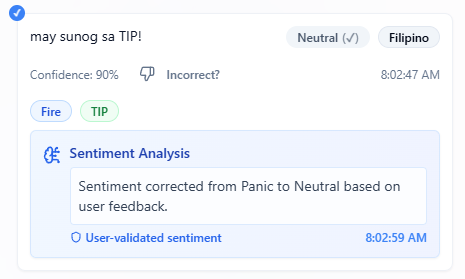 may sunog sa TIP!
Neutral (✓)
Filipino
Confidence: 90%
Incorrect?
8:02:47 AM
Fire
TIP
Sentiment Analysis
Sentiment corrected from Panic to Neutral based on
user feedback.
User-validated sentiment
8:02:59 AM